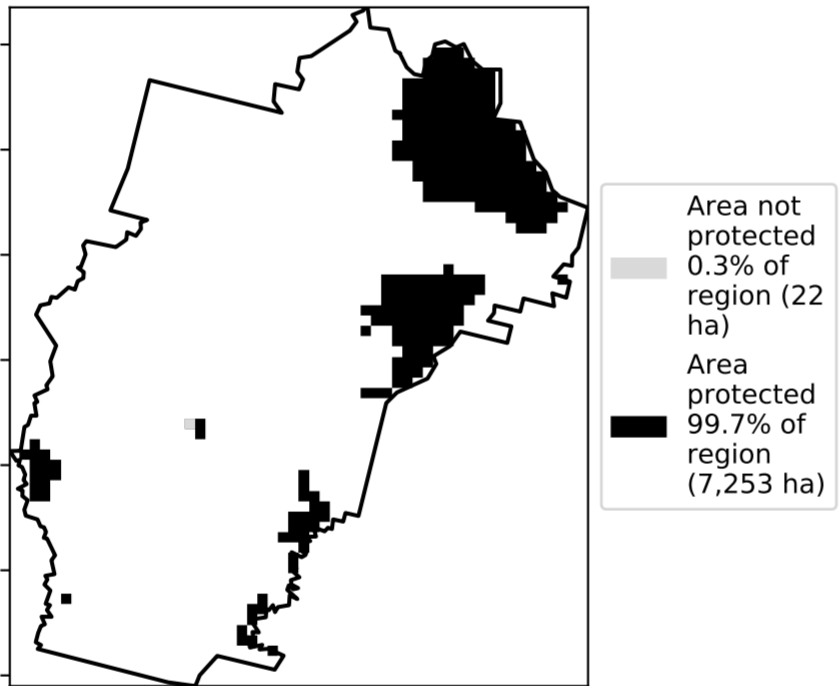 Area not
protected
0.3% of
region (22
ha)
Area
protected
99.7% of
region
(7,253 ha)